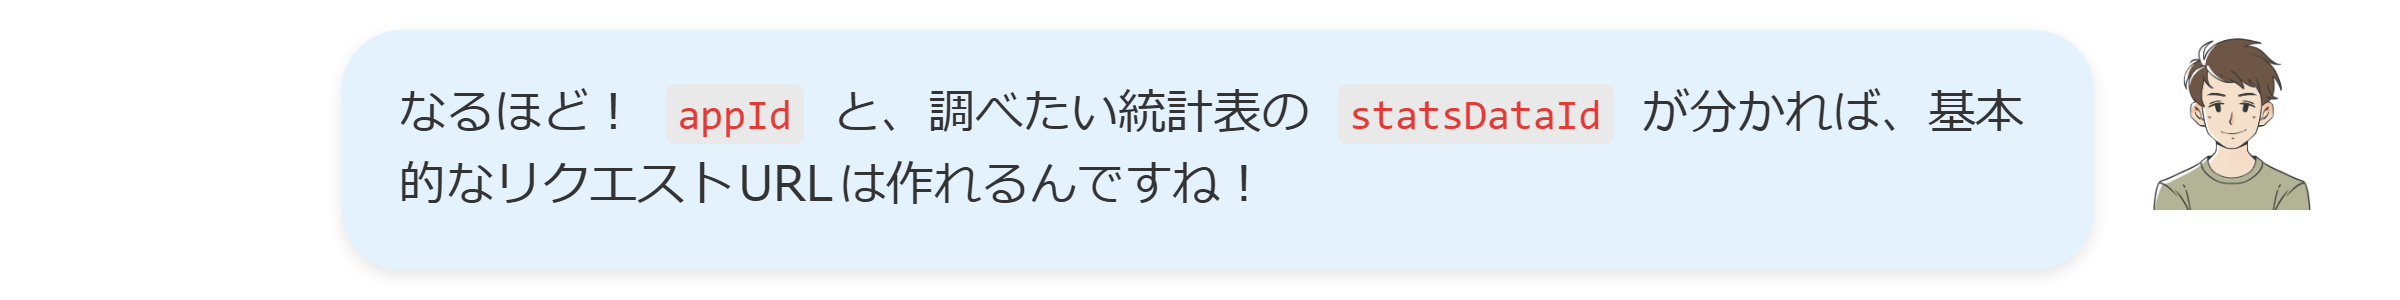 なるほど！ appId と、調べたい統計表の statsDataId が分かれば、基本
的なリクエストURLは作れるんですね！